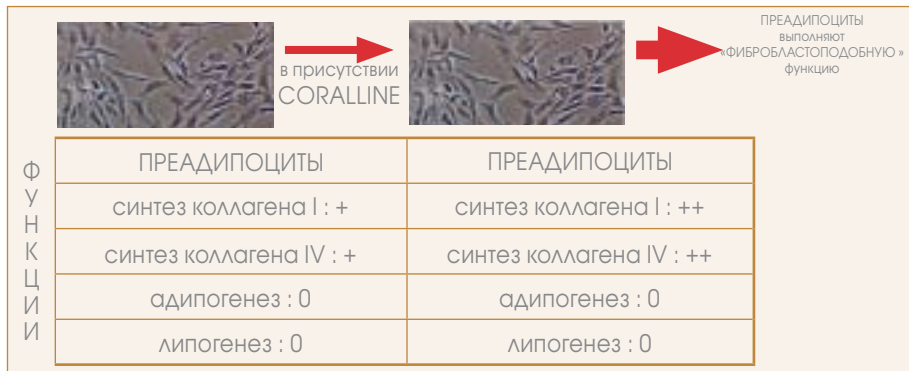 в присутствии
CORALLINE
ПРЕАДИПОЦИТЫ
выполняют
«ФИБРОБЛАСТОПОДОБНУЮ »
функцию
ФУНКЦИИ
ПРЕАДИПОЦИТЫ ПРЕАДИПОЦИТЫ
синтез коллагена I : + синтез коллагена I : ++
синтез коллагена IV : + синтез коллагена IV : ++
адипогенез : 0 адипогенез : 0
липогенез : 0 липогенез : 0